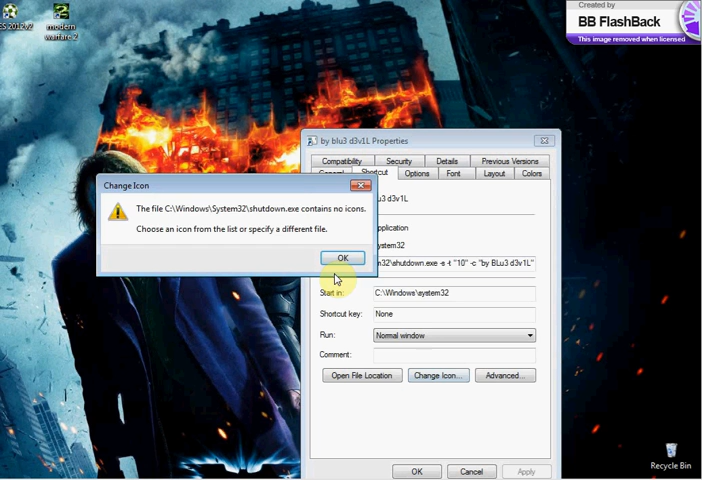 Created by
BB FlashBack
This image removed when licensed
modern
warfare 2
by blu3 d3v1L Properties
Compatibility Security Details Previous Versions
Shortcut Options Font Layout Colors
Change Icon
The file C:\Windows\System32\shutdown.exe contains no icons.
Choose an icon from the list or specify a different file.
OK
u3 d3v1L
pplication
ystem32
m32\shutdown.exe -s -t "10" -c "by BLu3 d3v1L"
Start in: C:\Windows\system32
Shortcut key: None
Run: Normal window
Comment:
Open File Location Change Icon... Advanced...
OK Cancel Apply
Recycle Bin